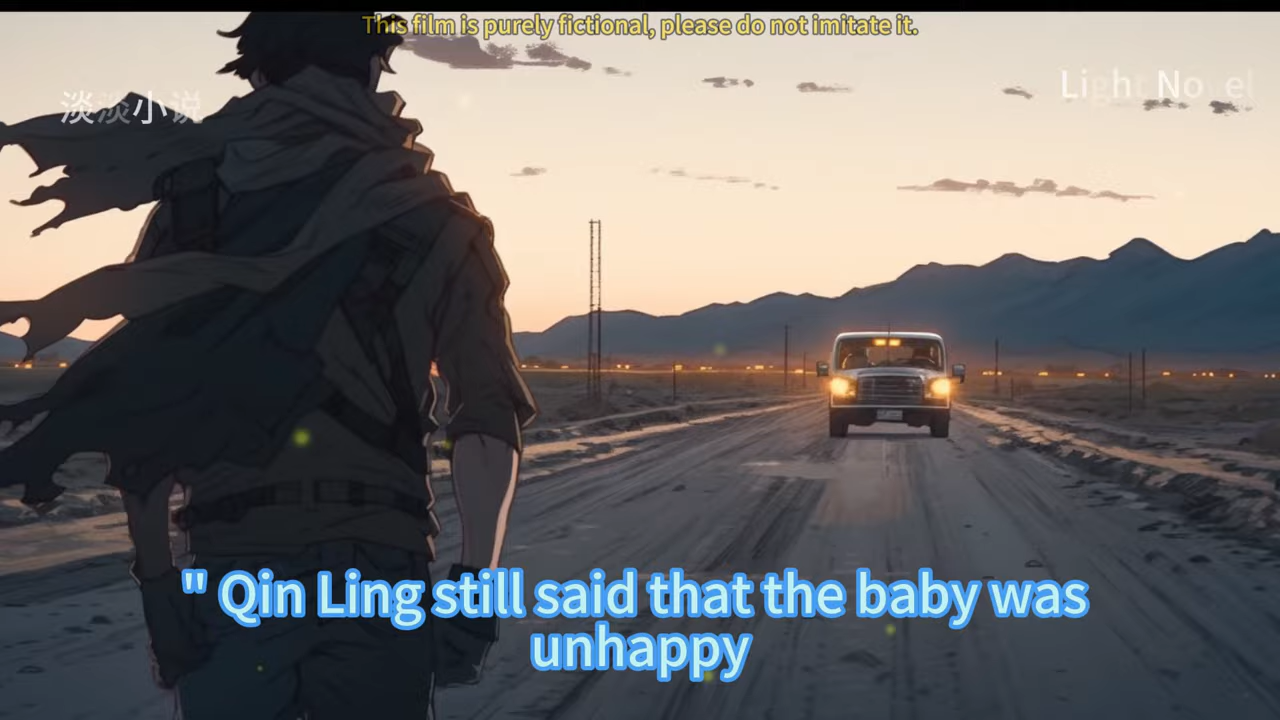 This film is purely fictional, please do not imitate it.
Light Novel
淡淡小说
" Qin Ling still said that the baby was
unhappy